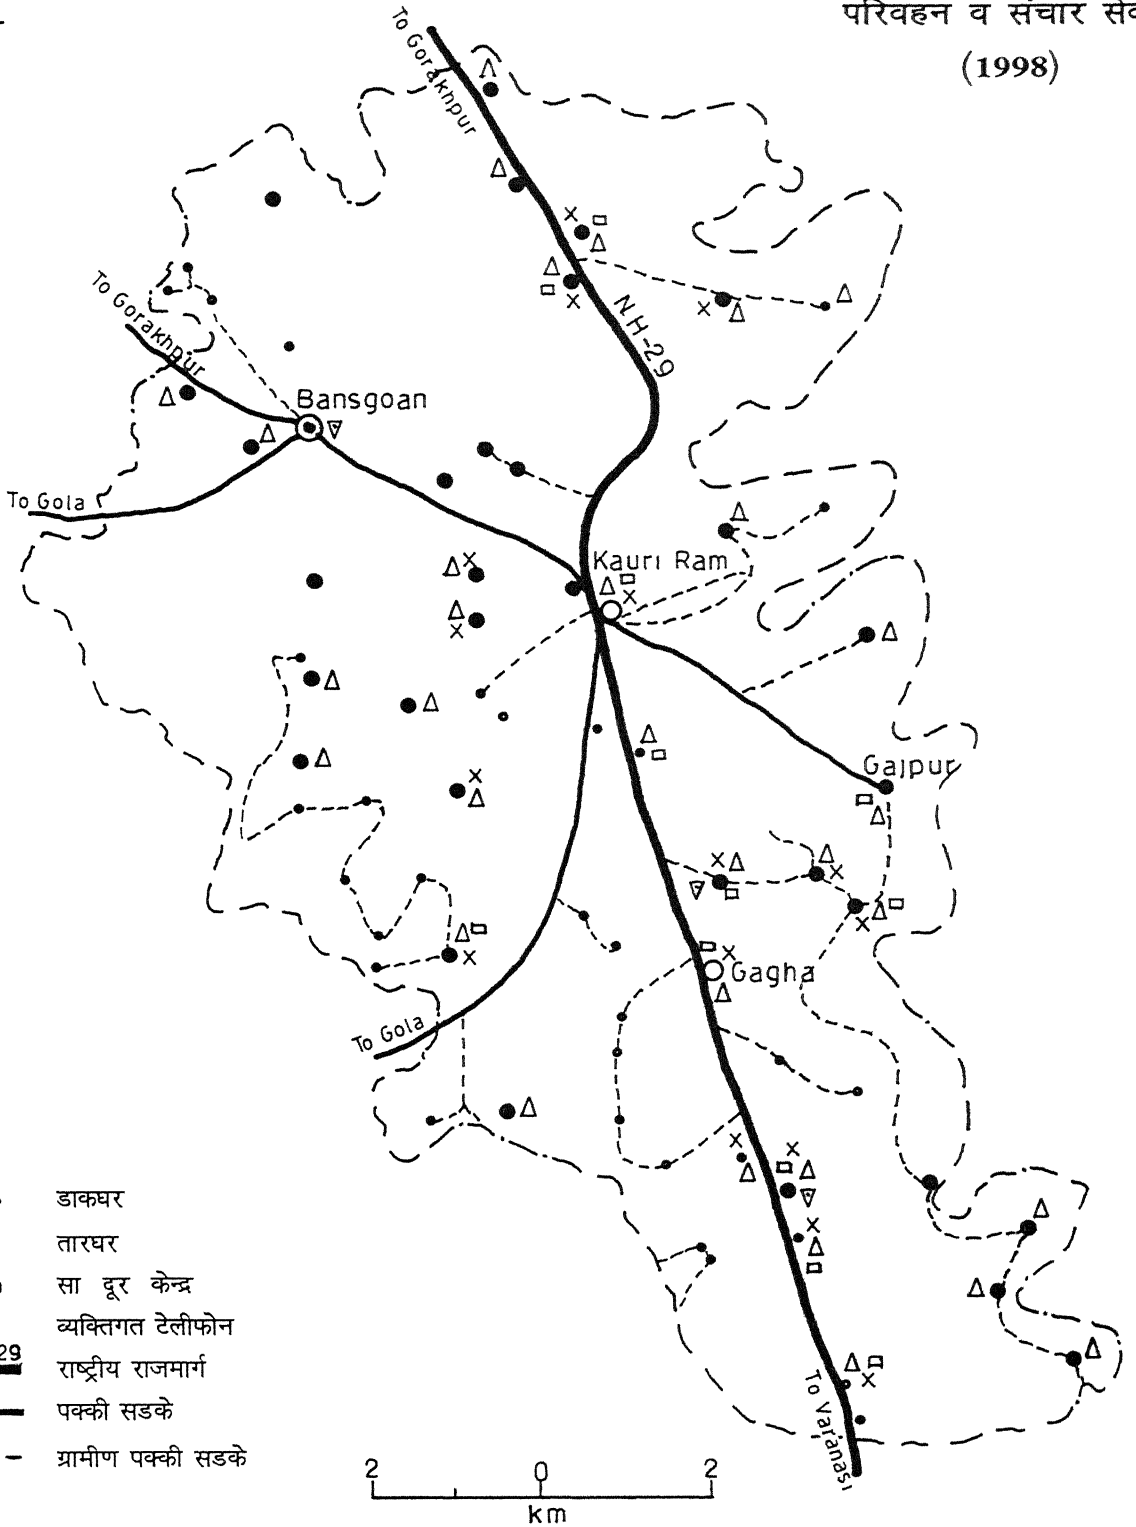 परिवहन व संचार सेव
(1998)
To Gorakhpur
To Gorakhpur
NH-29
Bansgoan
To Gola
Kauri Ram
Gajpur
Gagha
To Gola
डाकघर
तारघर
सा दूर केन्द्र
व्यक्तिगत टेलीफोन
29
राष्ट्रीय राजमार्ग
पक्की सडके
ग्रामीण पक्की सडके
To Varanasi
2 0 2
km